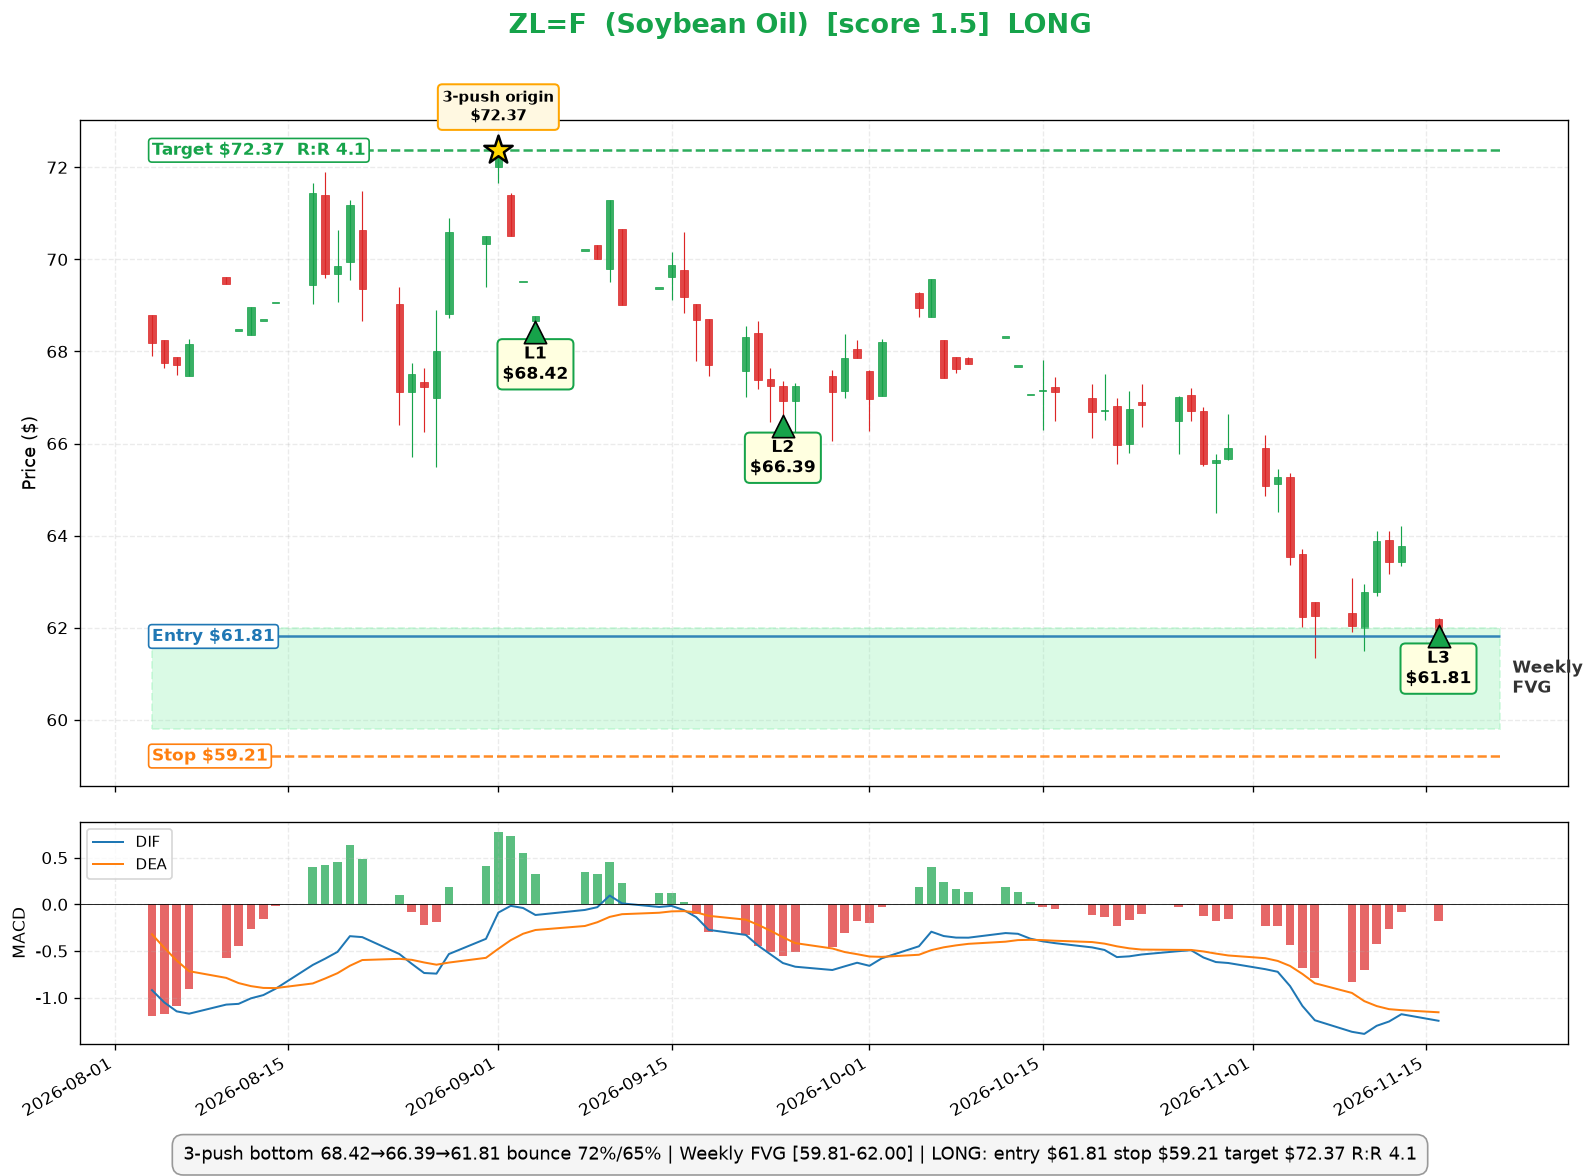 ZL=F  (Soybean Oil)  [score 1.5]  LONG
3-push origin
$72.37
Target $72.37  R:R 4.1
L1
$68.42
L2
$66.39
Entry $61.81
L3
$61.81
Weekly
FVG
Stop $59.21
Price ($)
72
70
68
66
64
62
60
DIF
DEA
MACD
0.5
0.0
-0.5
-1.0
2026-08-01
2026-08-15
2026-09-01
2026-09-15
2026-10-01
2026-10-15
2026-11-01
2026-11-15
3-push bottom 68.42→66.39→61.81 bounce 72%/65% | Weekly FVG [59.81-62.00] | LONG: entry $61.81 stop $59.21 target $72.37 R:R 4.1